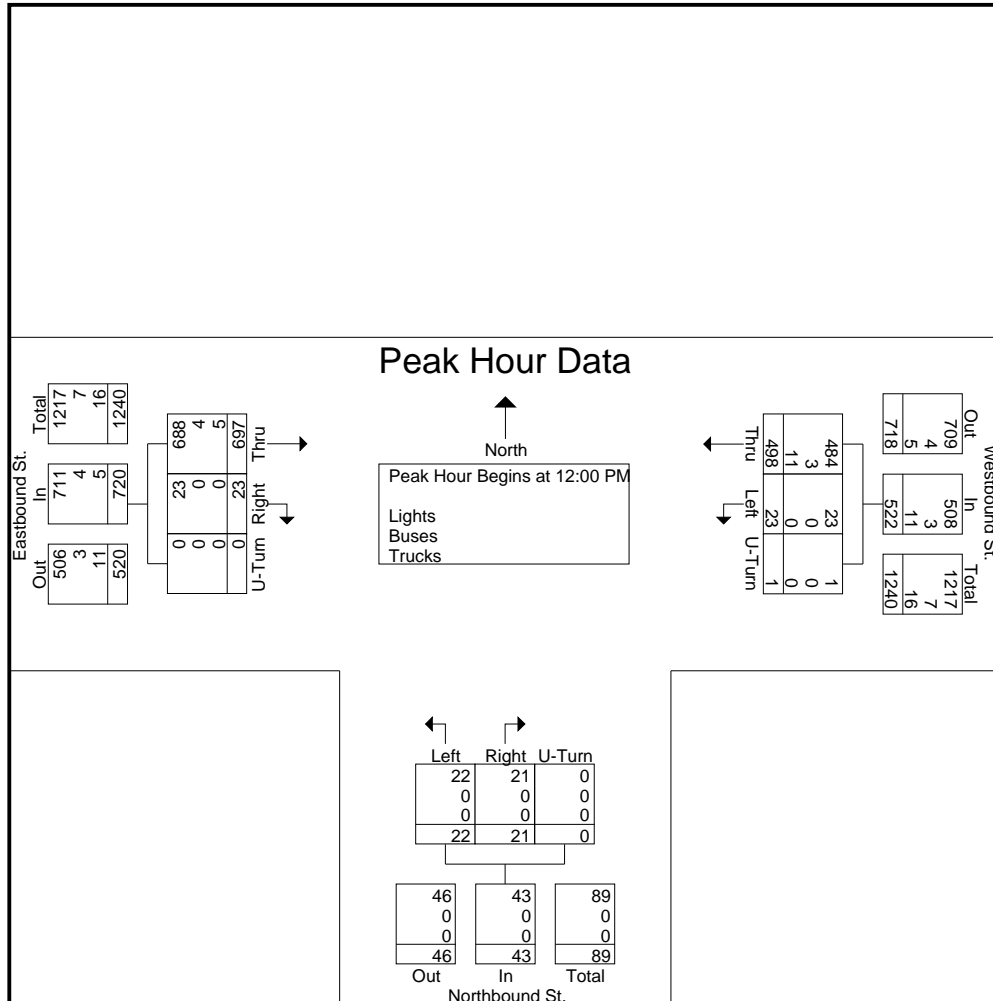 Peak Hour Data
North
Peak Hour Begins at 12:00 PM
Lights
Buses
Trucks
Eastbound St.
Total
1217
7
16
1240
In
711
4
5
720
Out
506
3
11
520
Thru
688
4
5
697
Right
23
0
0
23
U-Turn
0
0
0
0
Westbound St.
Out
709
4
5
718
In
508
3
11
522
Total
1217
7
16
1240
Thru
484
3
11
498
Left
23
0
0
23
U-Turn
1
0
0
1
Left Right U-Turn
22 21 0
0 0 0
0 0 0
22 21 0
46 43 89
0 0 0
0 0 0
46 43 89
Out In Total
Northbound St.